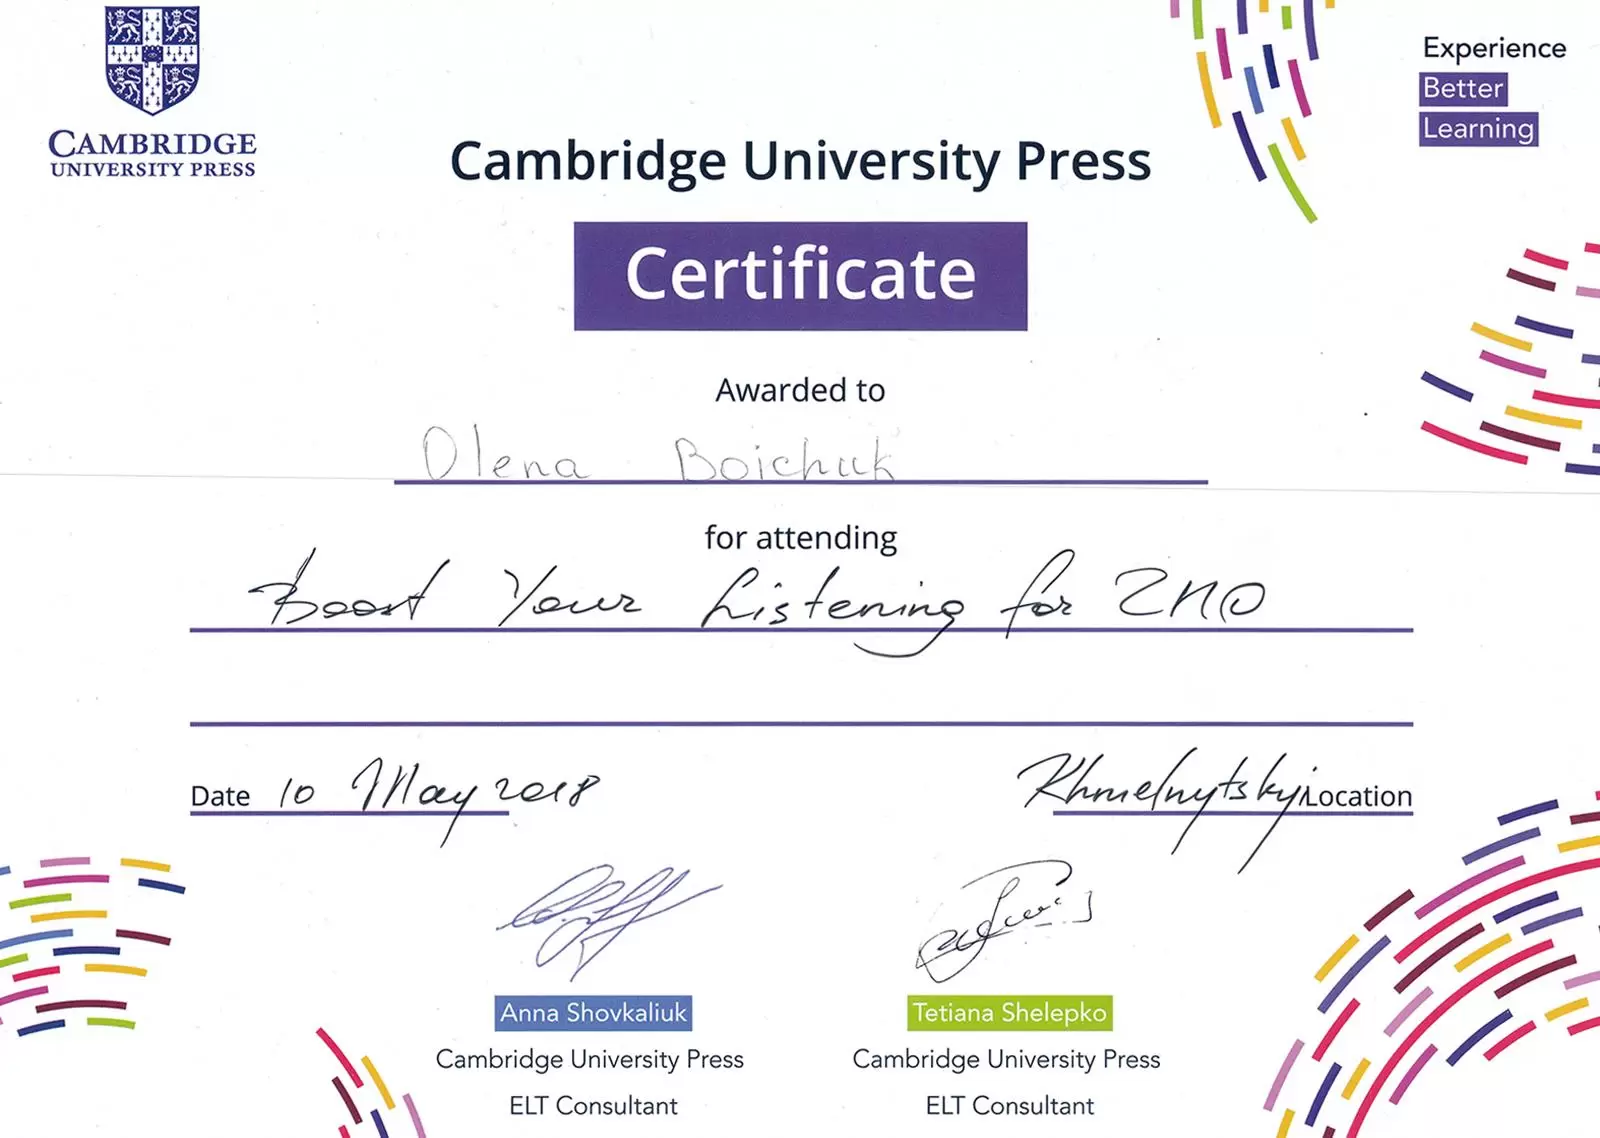 CAMBRIDGE
UNIVERSITY PRESS
Experience
Better
Learning
Cambridge University Press
Certificate
Awarded to
Olena Boichuk
for attending
Boost Your Listening for ZNO
Date 10 May 2018
Khmelnytskyi Location
Anna Shovkaliuk
Cambridge University Press
ELT Consultant
Tetiana Shelepko
Cambridge University Press
ELT Consultant